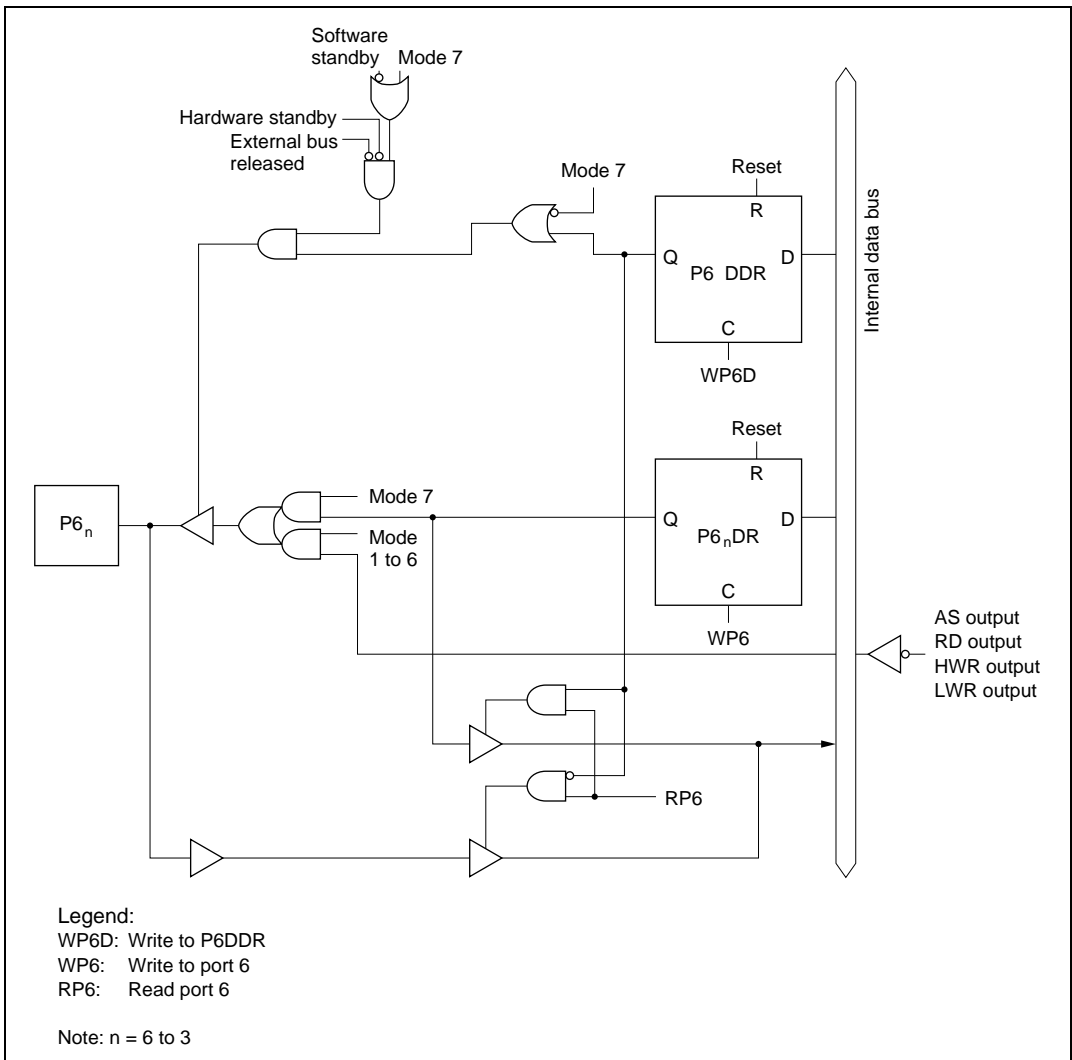 Software
standby Mode 7
Hardware standby
External bus
released
Mode 7
Reset
R
Q P6 DDR D
C
WP6D
Internal data bus
Reset
R
Q P6nDR D
C
WP6
P6n
Mode 7
Mode
1 to 6
AS output
RD output
HWR output
LWR output
RP6
Legend:
WP6D: Write to P6DDR
WP6: Write to port 6
RP6: Read port 6
Note: n = 6 to 3